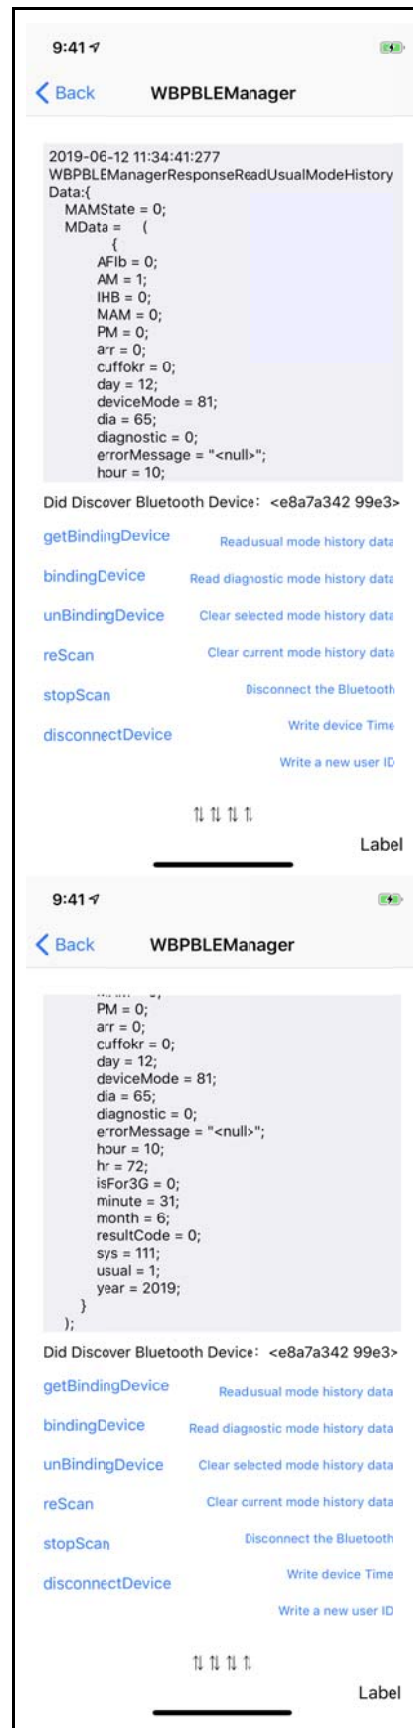 9:41
Back WBPBLEManager
2019-06-12 11:34:41:277
WBPBLEManagerResponseReadUsualModeHistory
Data:{
MAMState = 0;
MData = (
{
AFIb = 0;
AM = 1;
IHB = 0;
MAM = 0;
PM = 0;
arr = 0;
cuffokr = 0;
day = 12;
deviceMode = 81;
dia = 65;
diagnostic = 0;
errorMessage = "<null>";
hour = 10;
Did Discover Bluetooth Device: <e8a7a342 99e3>
getBindingDevice Readusual mode history data
bindingDevice Read diagnostic mode history data
unBindingDevice Clear selected mode history data
reScan Clear current mode history data
stopScan Disconnect the Bluetooth
disconnectDevice Write device Time
Write a new user ID
⇅ ⇅ ⇅ ⇅
Label
9:41
Back WBPBLEManager
PM = 0;
arr = 0;
cuffokr = 0;
day = 12;
deviceMode = 81;
dia = 65;
diagnostic = 0;
errorMessage = "<null>";
hour = 10;
hr = 72;
isFor3G = 0;
minute = 31;
month = 6;
resultCode = 0;
sys = 111;
usual = 1;
year = 2019;
}
);
Did Discover Bluetooth Device: <e8a7a342 99e3>
getBindingDevice Readusual mode history data
bindingDevice Read diagnostic mode history data
unBindingDevice Clear selected mode history data
reScan Clear current mode history data
stopScan Disconnect the Bluetooth
disconnectDevice Write device Time
Write a new user ID
⇅ ⇅ ⇅ ⇅
Label